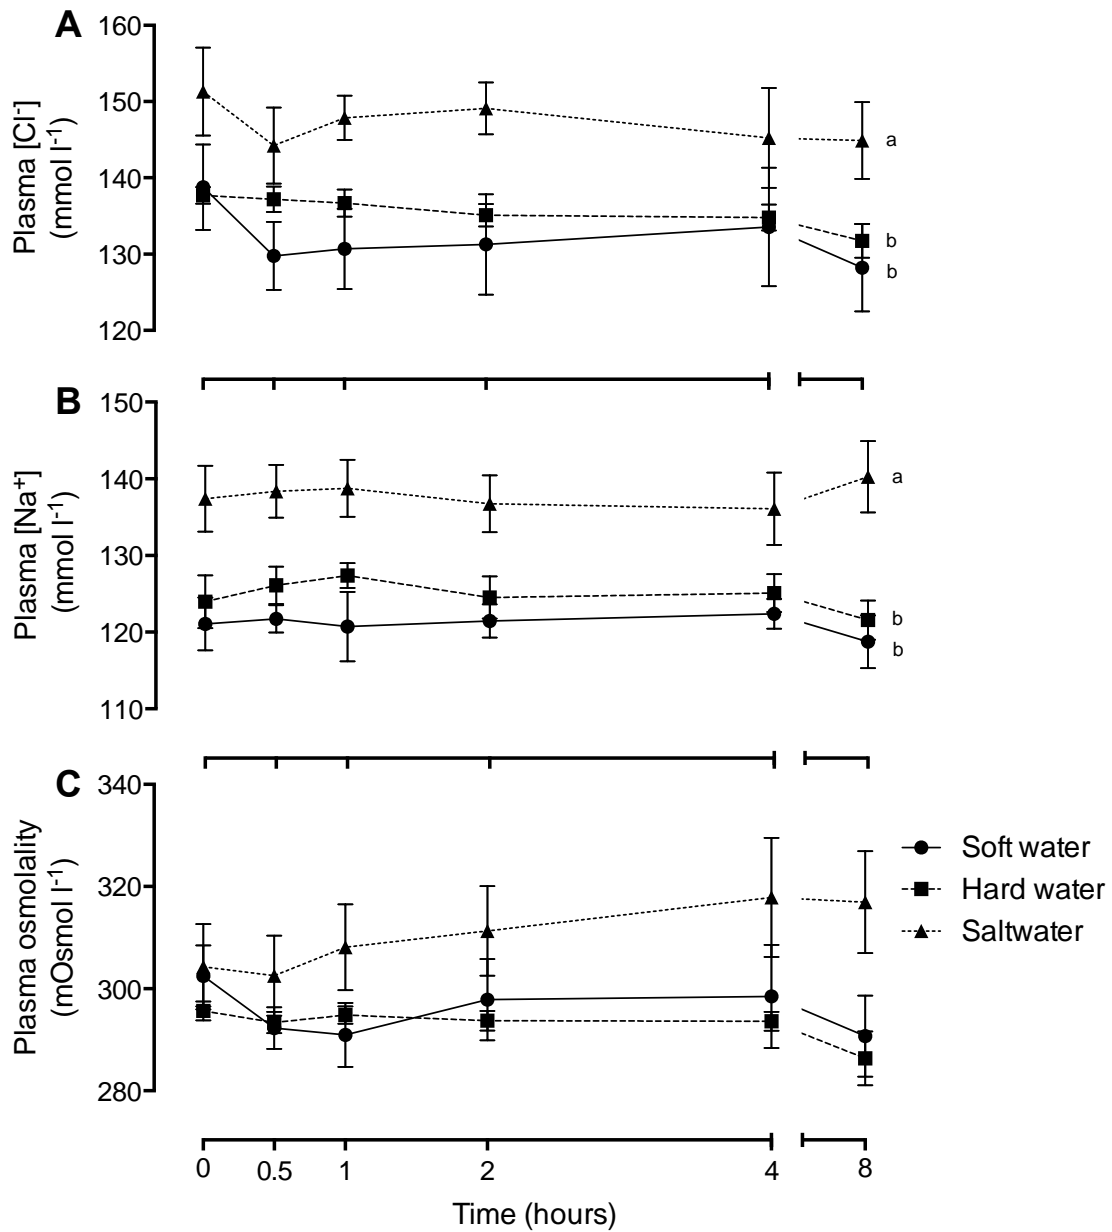 A
Plasma [Cl⁻]
(mmol l⁻¹)
160
150
140
130
120
a
b
b
B
Plasma [Na⁺]
(mmol l⁻¹)
150
140
130
120
110
a
b
b
C
Plasma osmolality
(mOsmol l⁻¹)
340
320
300
280
Soft water
Hard water
Saltwater
0 0.5 1 2 4 8
Time (hours)